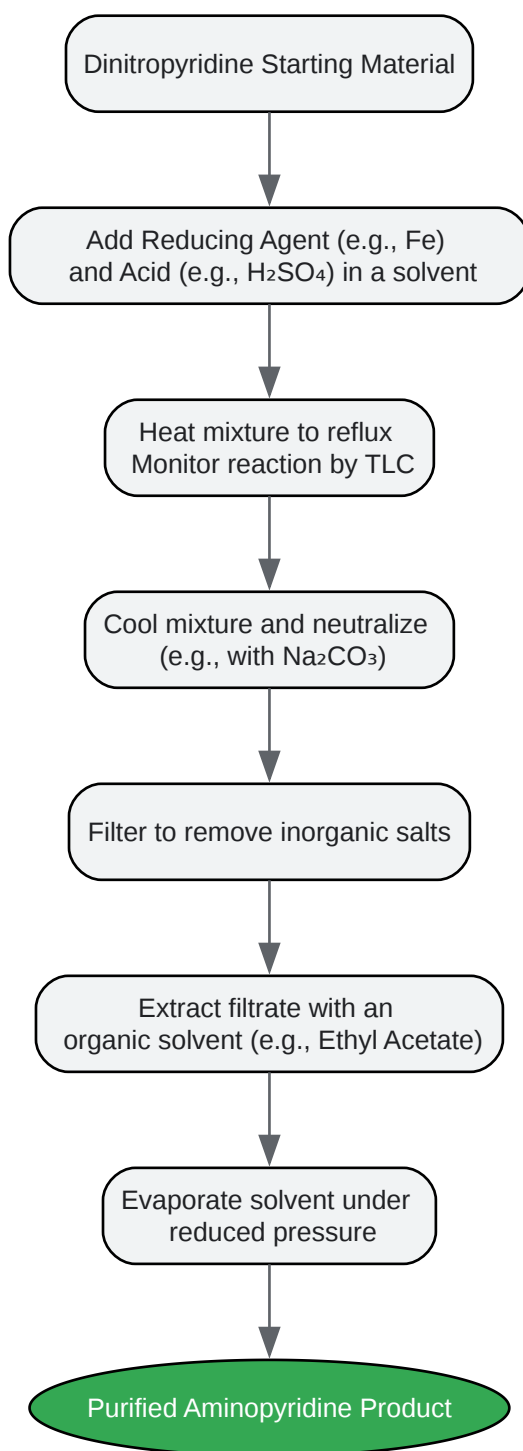 Dinitropyridine Starting Material
Add Reducing Agent (e.g., Fe)
and Acid (e.g., H₂SO₄) in a solvent
Heat mixture to reflux
Monitor reaction by TLC
Cool mixture and neutralize
(e.g., with Na₂CO₃)
Filter to remove inorganic salts
Extract filtrate with an
organic solvent (e.g., Ethyl Acetate)
Evaporate solvent under
reduced pressure
Purified Aminopyridine Product